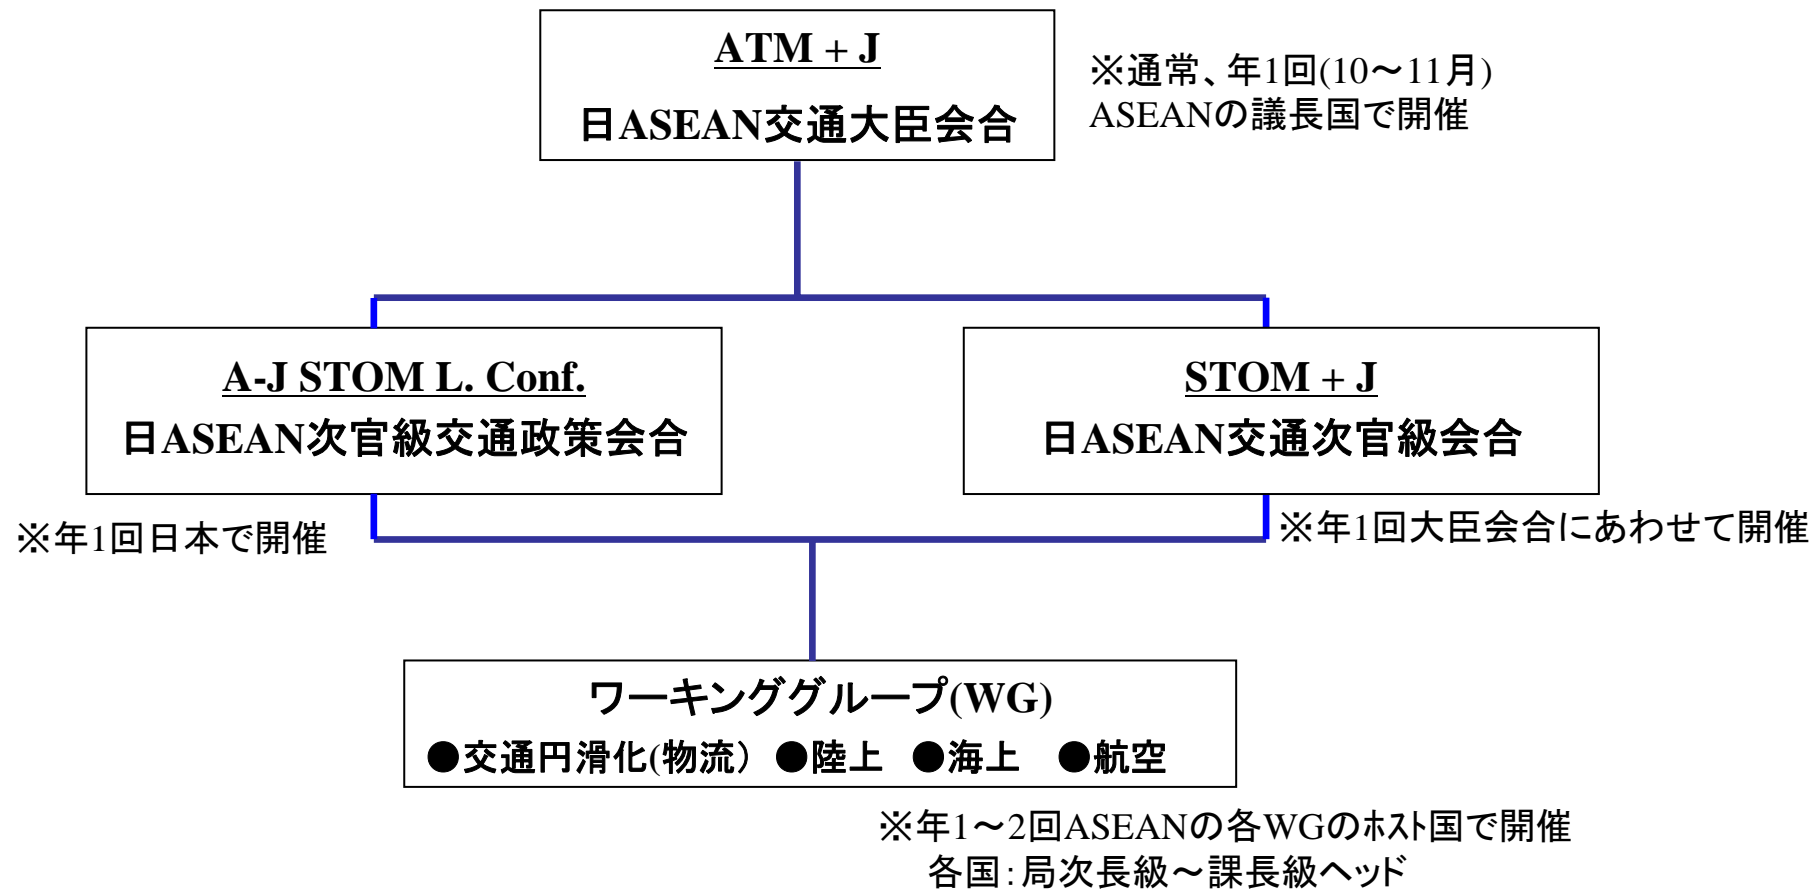 ATM + J
日ASEAN交通大臣会合
※通常、年1回(10～11月)
ASEANの議長国で開催
A-J STOM L. Conf.
日ASEAN次官級交通政策会合
※年1回日本で開催
STOM + J
日ASEAN交通次官級会合
※年1回大臣会合にあわせて開催
ワーキンググループ(WG)
●交通円滑化(物流） ●陸上 ●海上 ●航空
※年1～2回ASEANの各WGのホスト国で開催
各国：局次長級～課長級ヘッド